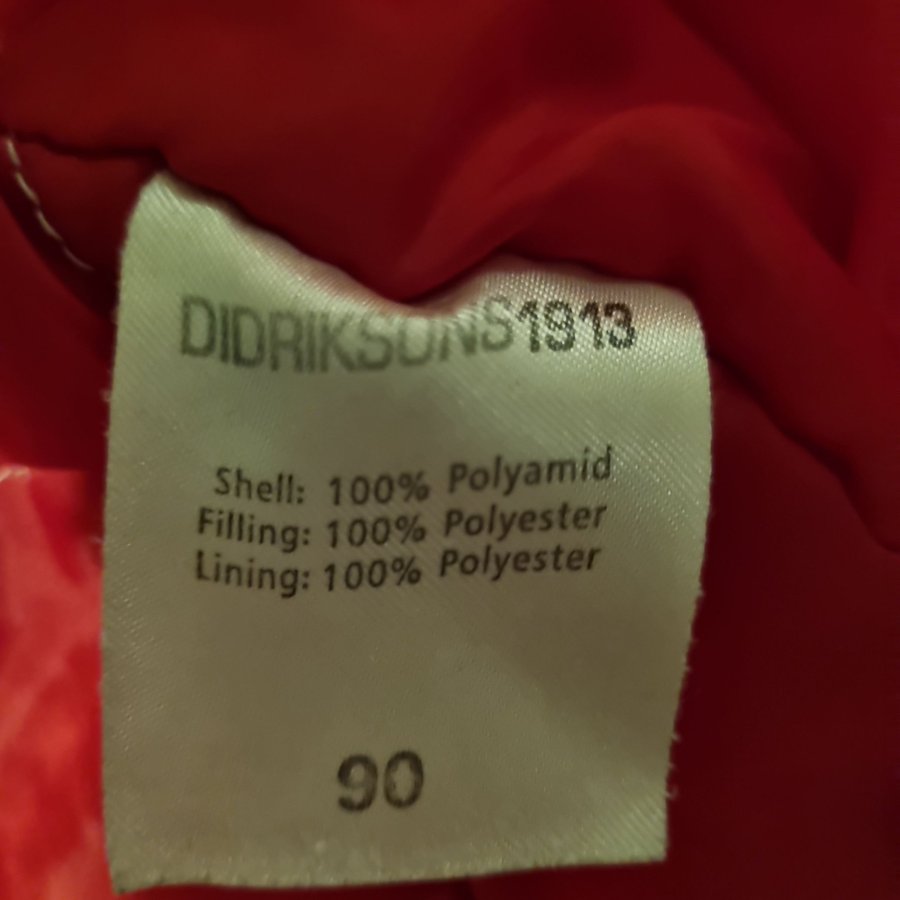 DIDRIKSONS1913
Shell: 100% Polyamid
Filling: 100% Polyester
Lining: 100% Polyester
90